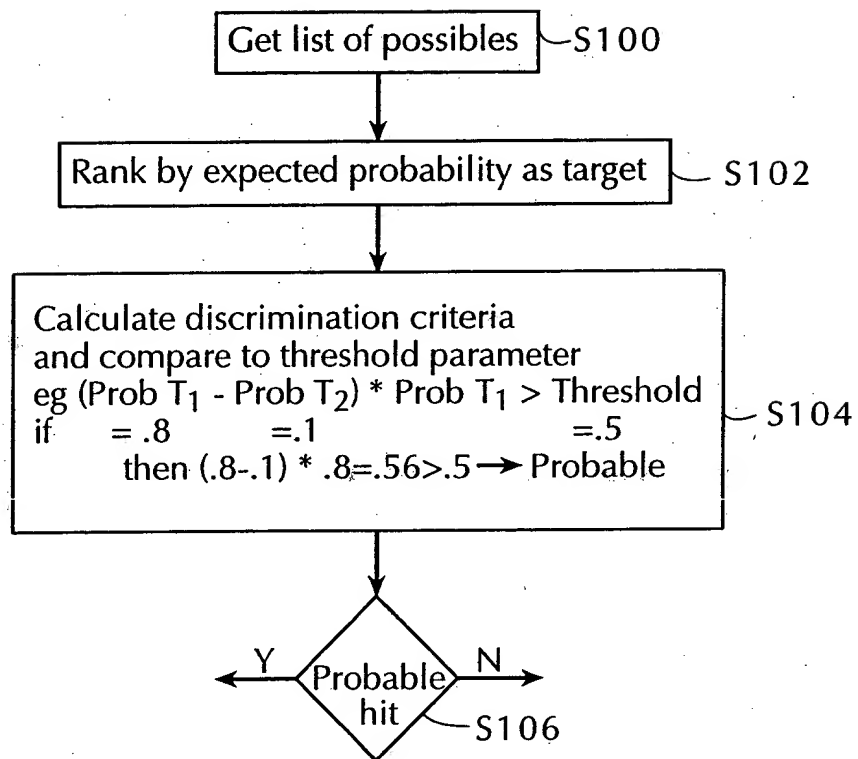 Get list of possibles S100
Rank by expected probability as target S102
Calculate discrimination criteria
and compare to threshold parameter
eg (Prob T₁ - Prob T₂) * Prob T₁ > Threshold
if = .8 =.1 =.5
then (.8-.1) * .8=.56>.5→ Probable
S104
Y Probable N
hit
S106